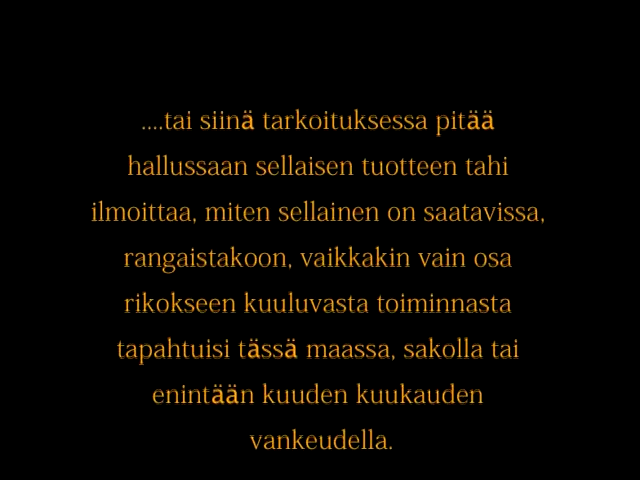 ....tai siinä tarkoituksessa pitää
hallussaan sellaisen tuotteen tahi
ilmoittaa, miten sellainen on saatavissa,
rangaistakoon, vaikkakin vain osa
rikokseen kuuluvasta toiminnasta
tapahtuisi tässä maassa, sakolla tai
enintään kuuden kuukauden
vankeudella.